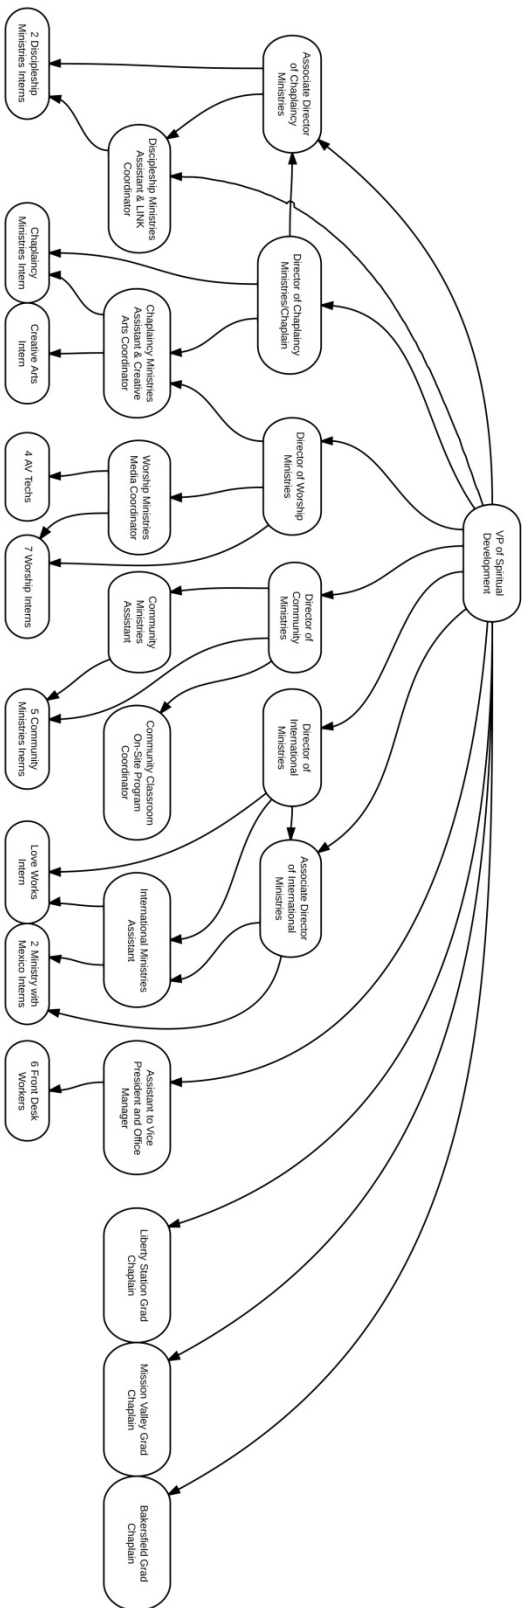 VP of Spiritual
Development
Associate Director
of Chaplaincy
Ministries
Director of Chaplaincy
Ministries/Chaplain
Director of Worship
Ministries
Director of
Community
Ministries
Director of
International
Ministries
Associate Director
of International
Ministries
Discipleship Ministries
Assistant & LINK
Coordinator
Chaplaincy Ministries
Assistant & Creative
Arts Coordinator
Worship Ministries
Media Coordinator
Community
Ministries
Assistant
Community Classroom
On-Site Program
Coordinator
International Ministries
Assistant
Assistant to Vice
President and Office
Manager
Liberty Station Grad
Chaplain
Mission Valley Grad
Chaplain
Bakersfield Grad
Chaplain
2 Discipleship
Ministries Interns
Chaplaincy
Ministries Intern
Creative Arts
Intern
4 AV Techs
7 Worship Interns
5 Community
Ministries Inerns
Love Works
Intern
2 Ministry with
Mexico Interns
6 Front Desk
Workers